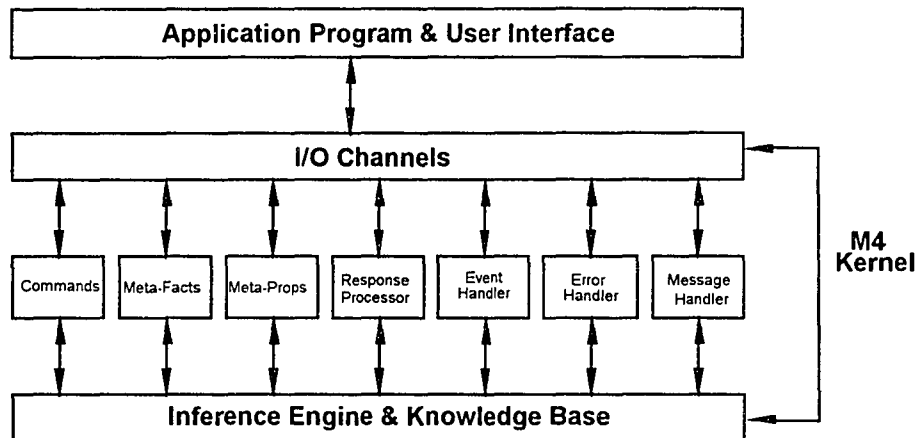 Application Program & User Interface
I/O Channels
M4
Kernel
Commands
Meta-Facts
Meta-Props
Response
Processor
Event
Handler
Error
Handler
Message
Handler
Inference Engine & Knowledge Base